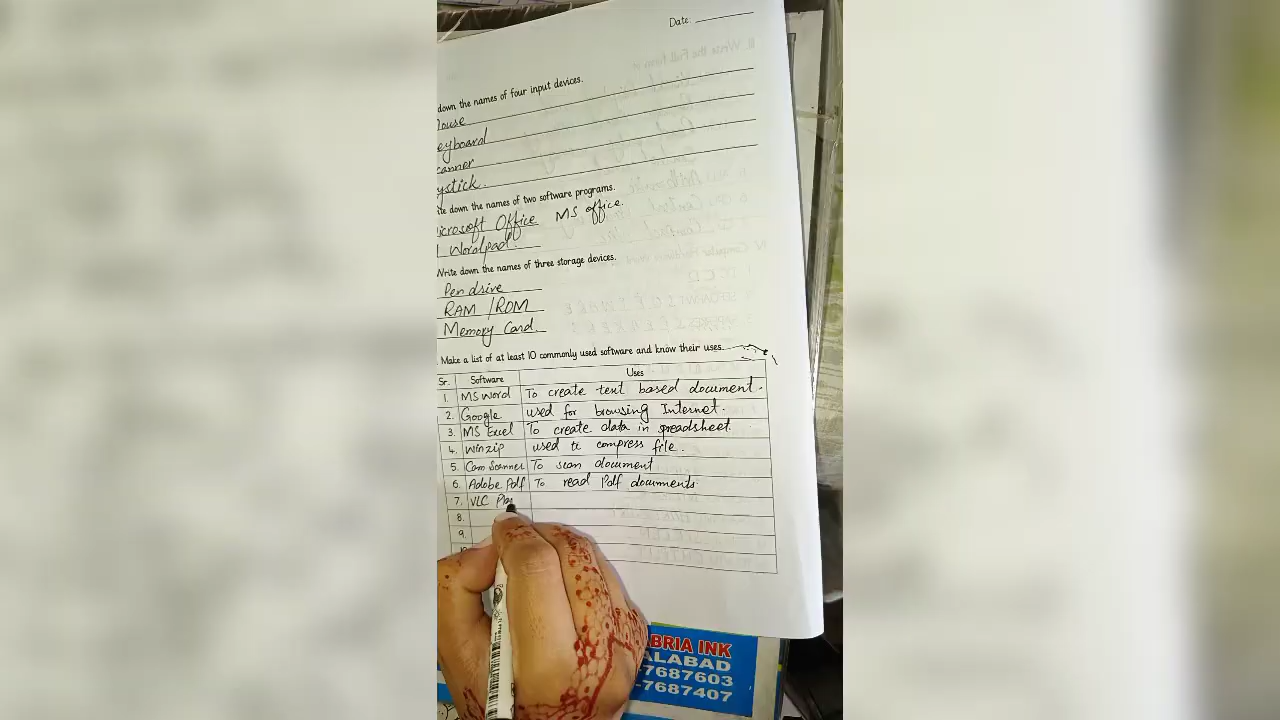 Date:
down the names of four input devices.
ouse
eyboard
canner
ystick.
te down the names of two software programs.
icrosoft Office MS office.
Wordpad.
Write down the names of three storage devices.
Pendrive
RAM / ROM
Memory Card.
Make a list of at least 10 commonly used software and know their uses.
Sr. Software Uses
1. MS Word To create text based document.
2. Google used for browsing Internet.
3. MS Excel To create data in spreadsheet.
4. Winzip used to compress file.
5. Cam Scanner To scan document
6. Adobe Pdf To read Pdf documents.
7. VLC Pla
8.
9.
10
ABRIA INK
ALABAD
-7687603
-7687407